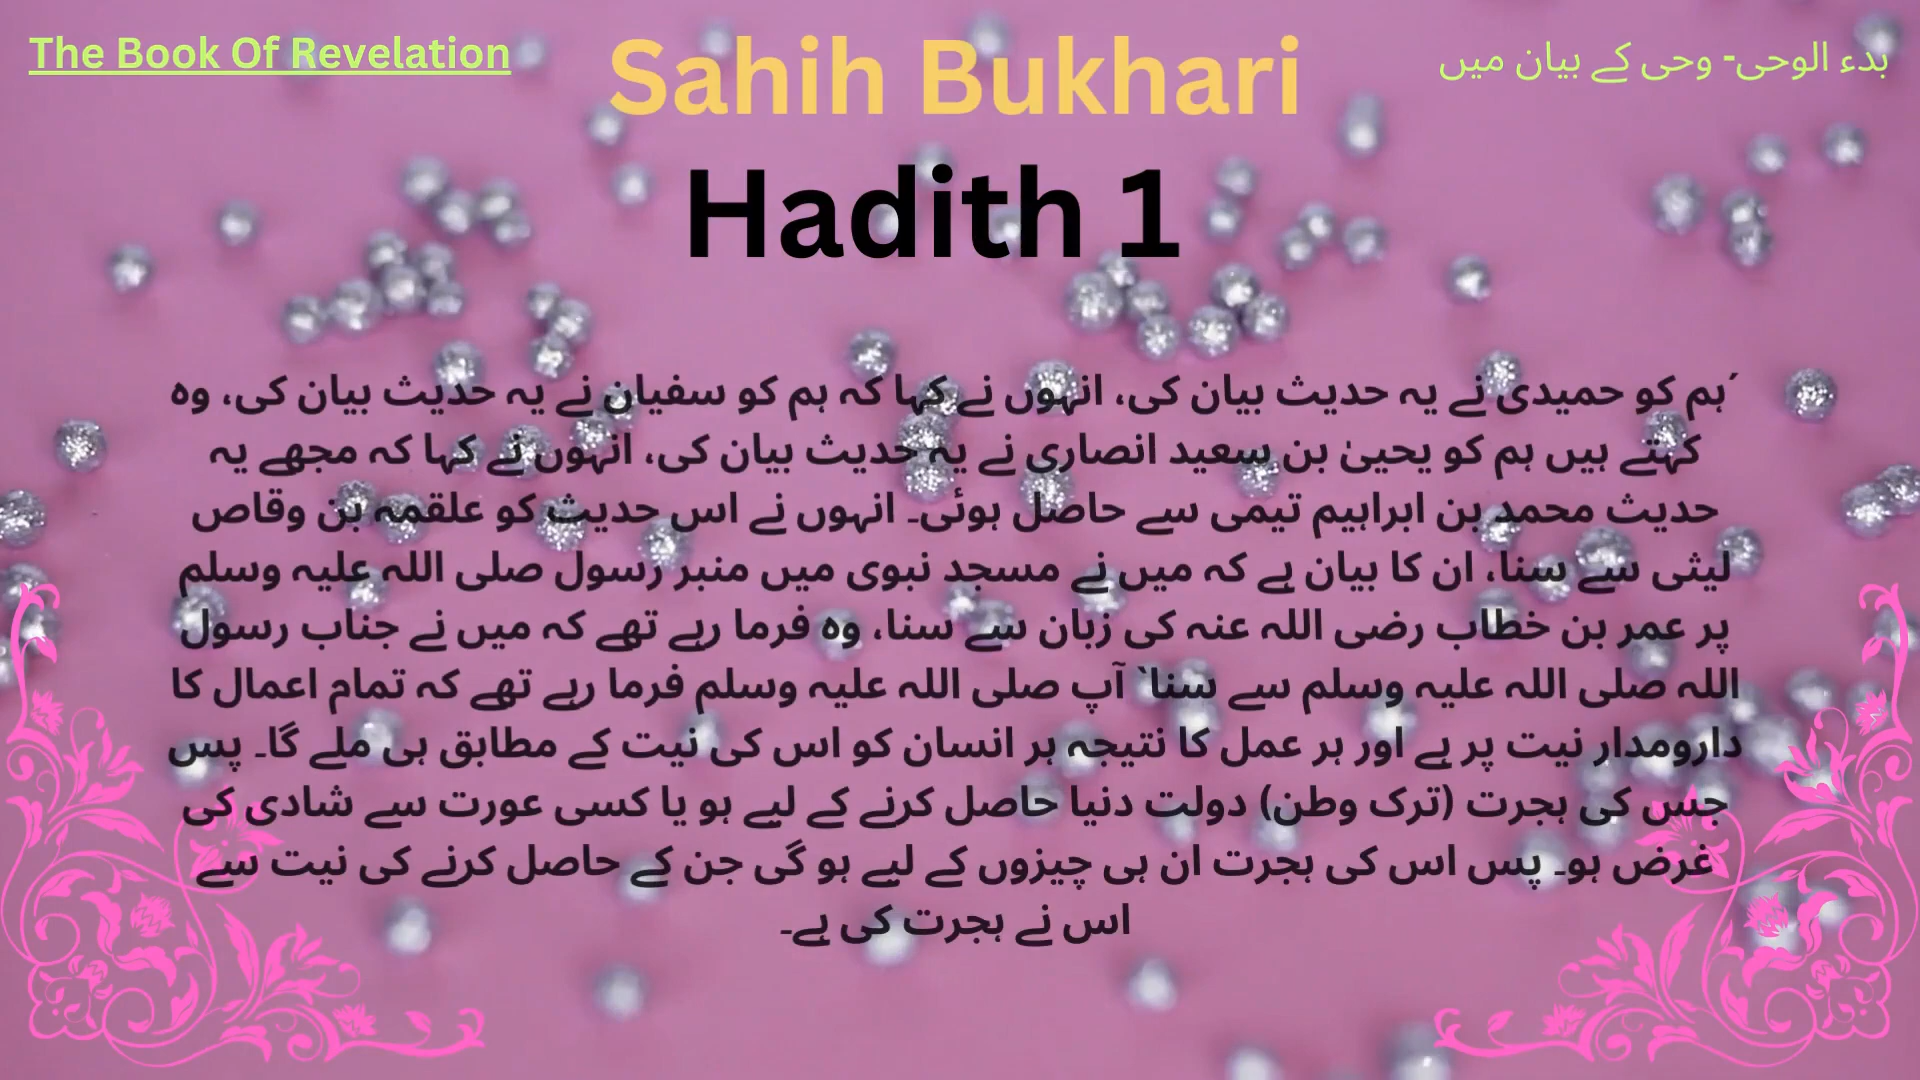 The Book Of Revelation
Sahih Bukhari
بدء الوحی- وحی کے بیان میں
Hadith 1
´ہم کو حمیدی نے یہ حدیث بیان کی، انہوں نے کہا کہ ہم کو سفیان نے یہ حدیث بیان کی، وہ
کہتے ہیں ہم کو یحییٰ بن سعید انصاری نے یہ حدیث بیان کی، انہوں نے کہا کہ مجھے یہ
حدیث محمد بن ابراہیم تیمی سے حاصل ہوئی۔ انہوں نے اس حدیث کو علقمہ بن وقاص
لیثی سے سنا، ان کا بیان ہے کہ میں نے مسجد نبوی میں منبر رسول صلی اللہ علیہ وسلم
پر عمر بن خطاب رضی اللہ عنہ کی زبان سے سنا، وہ فرما رہے تھے کہ میں نے جناب رسول
اللہ صلی اللہ علیہ وسلم سے سنا` آپ صلی اللہ علیہ وسلم فرما رہے تھے کہ تمام اعمال کا
دارومدار نیت پر ہے اور ہر عمل کا نتیجہ ہر انسان کو اس کی نیت کے مطابق ہی ملے گا۔ پس
جس کی ہجرت (ترک وطن) دولت دنیا حاصل کرنے کے لیے ہو یا کسی عورت سے شادی کی
غرض ہو۔ پس اس کی ہجرت ان ہی چیزوں کے لیے ہو گی جن کے حاصل کرنے کی نیت سے
اس نے ہجرت کی ہے۔